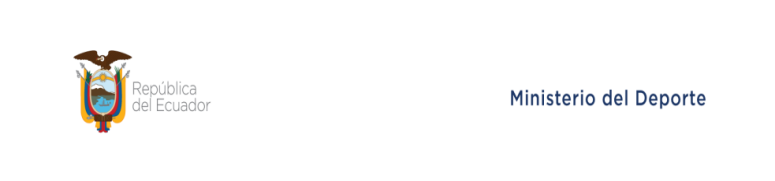 República
del Ecuador
Ministerio del Deporte